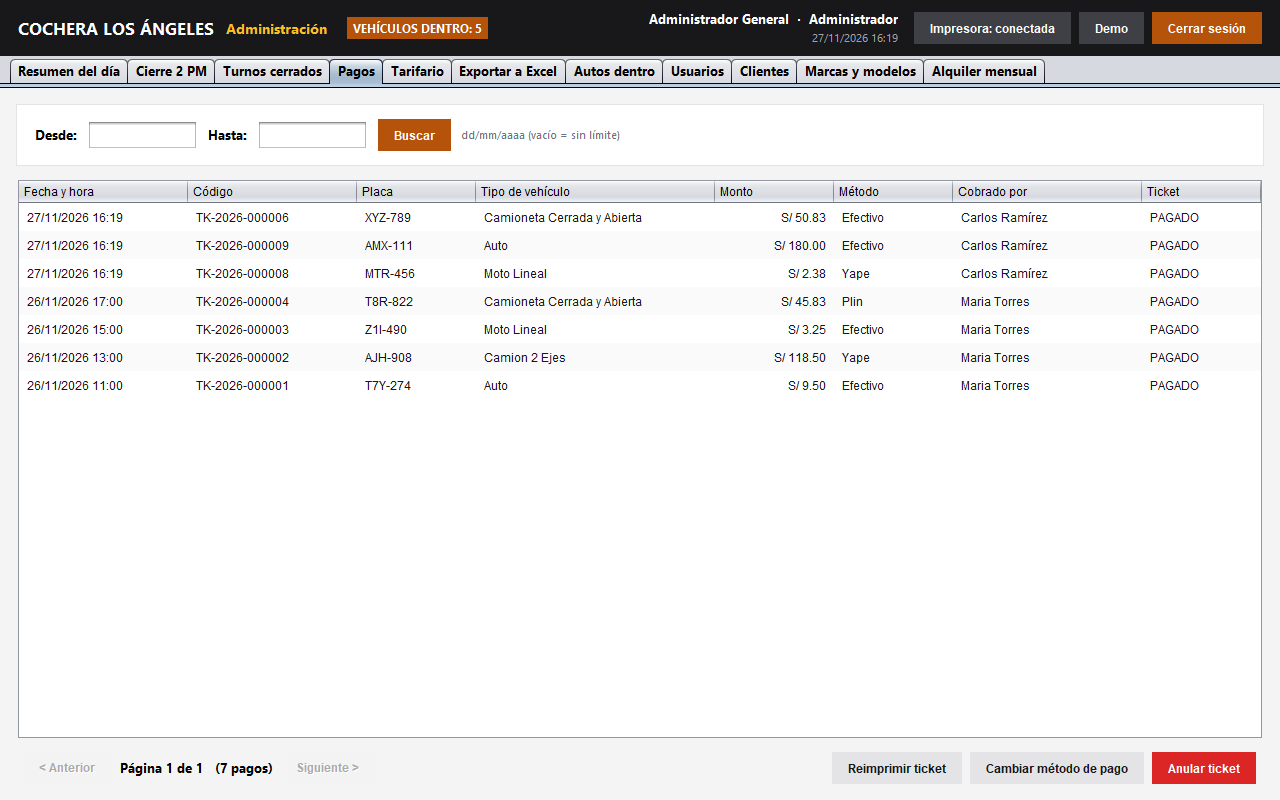 COCHERA LOS ÁNGELES Administración VEHÍCULOS DENTRO: 5 Administrador General · Administrador
27/11/2026 16:19
Impresora: conectada Demo Cerrar sesión
Resumen del día Cierre 2 PM Turnos cerrados Pagos Tarifario Exportar a Excel Autos dentro Usuarios Clientes Marcas y modelos Alquiler mensual
Desde: Hasta: Buscar dd/mm/aaaa (vacío = sin límite)
Fecha y hora Código Placa Tipo de vehículo Monto Método Cobrado por Ticket
27/11/2026 16:19 TK-2026-000006 XYZ-789 Camioneta Cerrada y Abierta S/ 50.83 Efectivo Carlos Ramírez PAGADO
27/11/2026 16:19 TK-2026-000009 AMX-111 Auto S/ 180.00 Efectivo Carlos Ramírez PAGADO
27/11/2026 16:19 TK-2026-000008 MTR-456 Moto Lineal S/ 2.38 Yape Carlos Ramírez PAGADO
26/11/2026 17:00 TK-2026-000004 T8R-822 Camioneta Cerrada y Abierta S/ 45.83 Plin Maria Torres PAGADO
26/11/2026 15:00 TK-2026-000003 Z1I-490 Moto Lineal S/ 3.25 Efectivo Maria Torres PAGADO
26/11/2026 13:00 TK-2026-000002 AJH-908 Camion 2 Ejes S/ 118.50 Yape Maria Torres PAGADO
26/11/2026 11:00 TK-2026-000001 T7Y-274 Auto S/ 9.50 Efectivo Maria Torres PAGADO
< Anterior Página 1 de 1 (7 pagos) Siguiente > Reimprimir ticket Cambiar método de pago Anular ticket